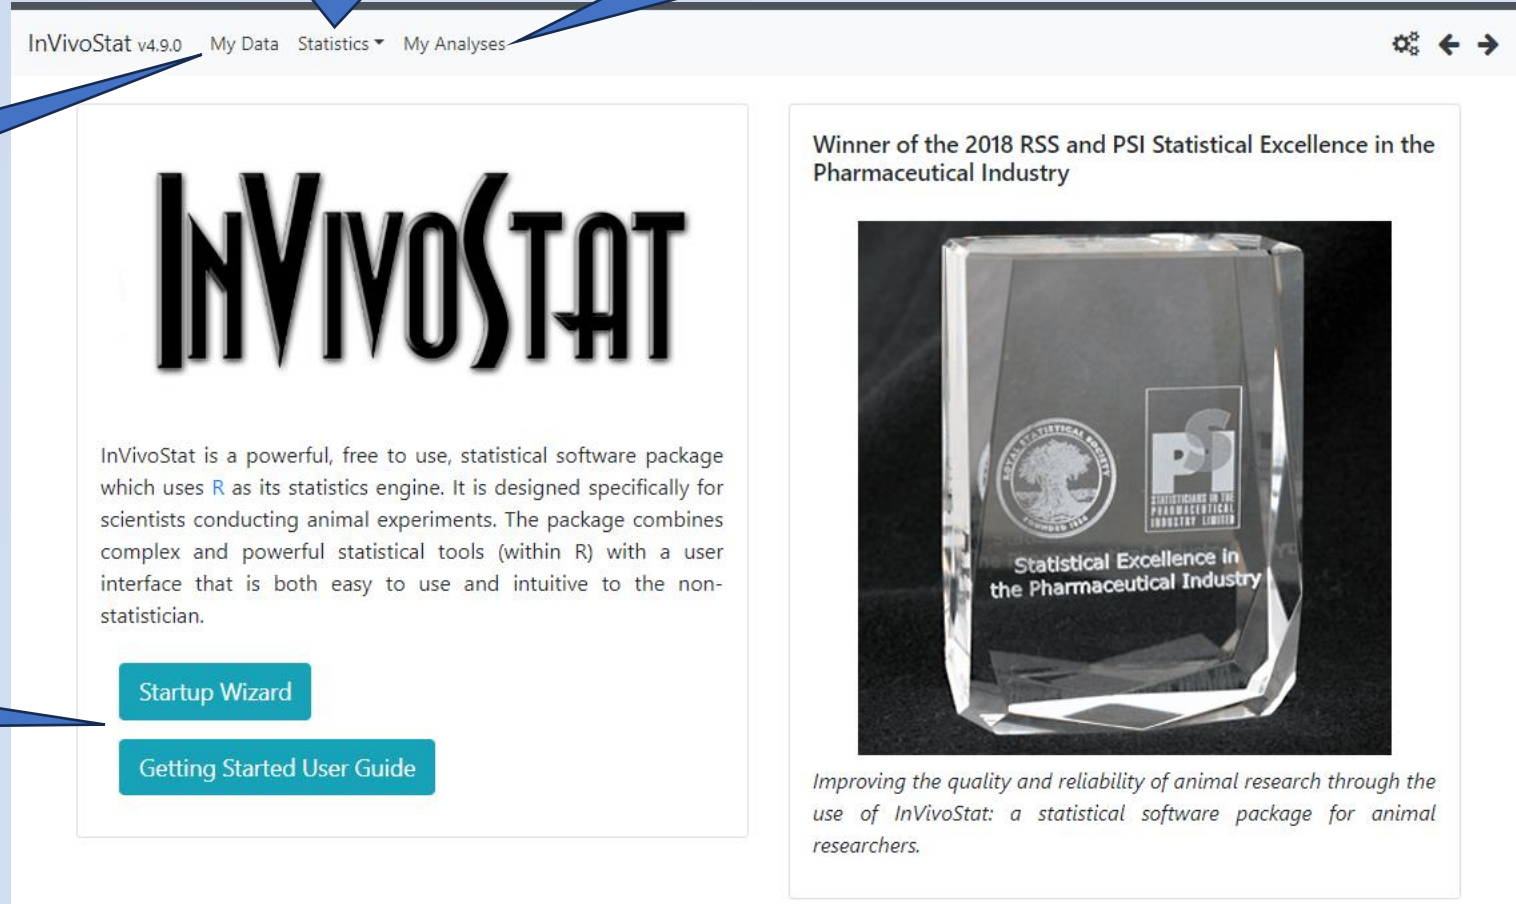 InVivoStat v4.9.0 My Data Statistics My Analyses
INVIVOSTAT
InVivoStat is a powerful, free to use, statistical software package
which uses R as its statistics engine. It is designed specifically for
scientists conducting animal experiments. The package combines
complex and powerful statistical tools (within R) with a user
interface that is both easy to use and intuitive to the non-
statistician.
Startup Wizard
Getting Started User Guide
Winner of the 2018 RSS and PSI Statistical Excellence in the
Pharmaceutical Industry
ROYAL STATISTICAL SOCIETY
FOUNDED 1834
PSI
STATISTICIANS IN THE
PHARMACEUTICAL
INDUSTRY LIMITED
Statistical Excellence in
the Pharmaceutical Industry
Improving the quality and reliability of animal research through the
use of InVivoStat: a statistical software package for animal
researchers.